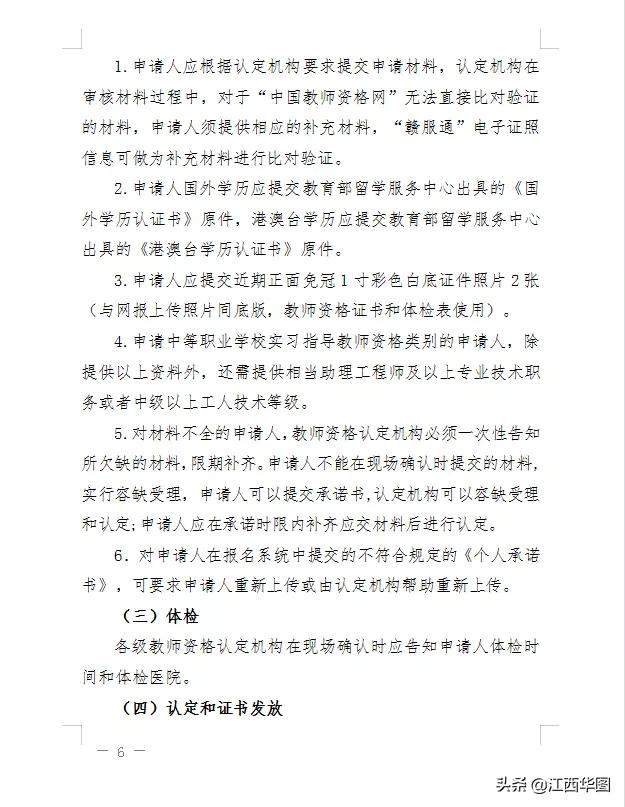 1.申请人应根据认定机构要求提交申请材料，认定机构在
审核材料过程中，对于“中国教师资格网”无法直接比对验证
的材料，申请人须提供相应的补充材料，“赣服通”电子证照
信息可做为补充材料进行比对验证。
2.申请人国外学历应提交教育部留学服务中心出具的《国
外学历认证书》原件，港澳台学历应提交教育部留学服务中心
出具的《港澳台学历认证书》原件。
3.申请人应提交近期正面免冠1寸彩色白底证件照片2张
（与网报上传照片同底版，教师资格证书和体检表使用）。
4.申请中等职业学校实习指导教师资格类别的申请人，除
提供以上资料外，还需提供相当助理工程师及以上专业技术职
务或者中级以上工人技术等级。
5.对材料不全的申请人，教师资格认定机构必须一次性告知
所欠缺的材料，限期补齐。申请人不能在现场确认时提交的材料，
实行容缺受理，申请人可以提交承诺书,认定机构可以容缺受理
和认定;申请人应在承诺时限内补齐应交材料后进行认定。
6．对申请人在报名系统中提交的不符合规定的《个人承诺
书》，可要求申请人重新上传或由认定机构帮助重新上传。
（三）体检
各级教师资格认定机构在现场确认时应告知申请人体检时
间和体检医院。
（四）认定和证书发放
— 6 —
头条 @江西华图